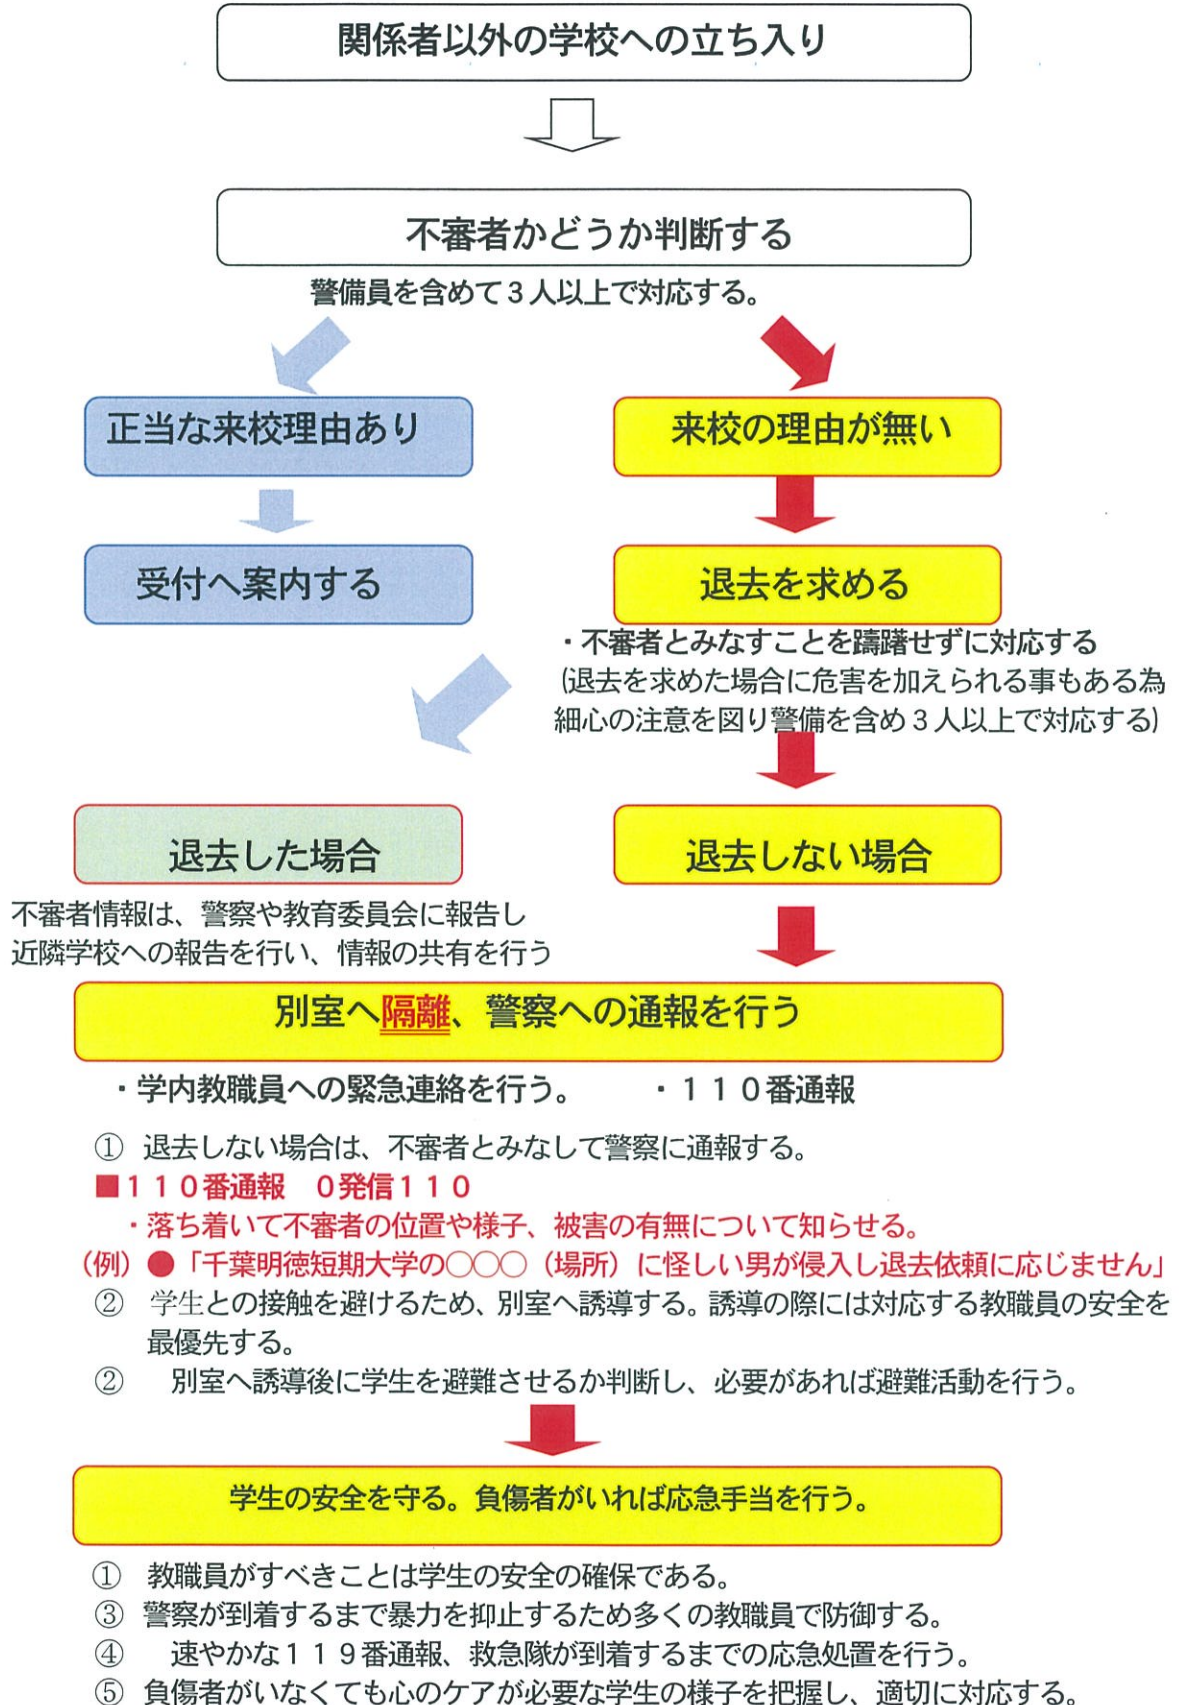 関係者以外の学校への立ち入り
不審者かどうか判断する
警備員を含めて3人以上で対応する。
正当な来校理由あり
来校の理由が無い
受付へ案内する
退去を求める
・不審者とみなすことを躊躇せずに対応する
(退去を求めた場合に危害を加えられる事もある為
細心の注意を図り警備を含め3人以上で対応する)
退去した場合
退去しない場合
不審者情報は、警察や教育委員会に報告し
近隣学校への報告を行い、情報の共有を行う
別室へ隔離、警察への通報を行う
・学内教職員への緊急連絡を行う。　・110番通報
① 退去しない場合は、不審者とみなして警察に通報する。
■110番通報　0発信110
・落ち着いて不審者の位置や様子、被害の有無について知らせる。
(例) ●「千葉明徳短期大学の○○○（場所）に怪しい男が侵入し退去依頼に応じません」
② 学生との接触を避けるため、別室へ誘導する。誘導の際には対応する教職員の安全を
最優先する。
② 別室へ誘導後に学生を避難させるか判断し、必要があれば避難活動を行う。
学生の安全を守る。負傷者がいれば応急手当を行う。
① 教職員がすべきことは学生の安全の確保である。
③ 警察が到着するまで暴力を抑止するため多くの教職員で防御する。
④ 速やかな119番通報、救急隊が到着するまでの応急処置を行う。
⑤ 負傷者がいなくても心のケアが必要な学生の様子を把握し、適切に対応する。